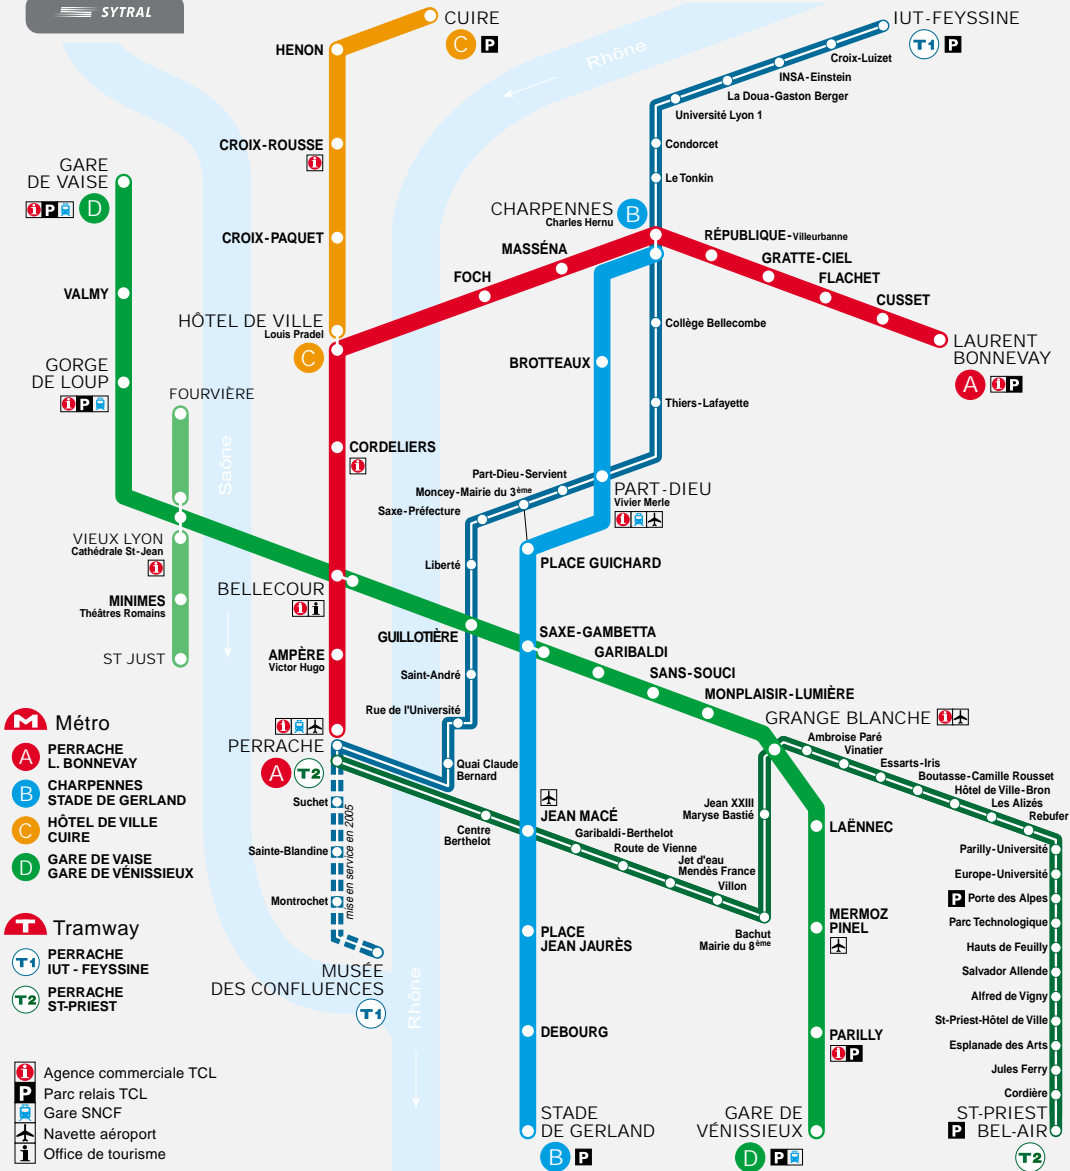 SYTRAL
CUIRE
C P
HENON
Rhône
IUT-FEYSSINE
T1 P
Croix-Luizet
INSA-Einstein
La Doua-Gaston Berger
Université Lyon 1
Condorcet
Le Tonkin
CROIX-ROUSSE
GARE
DE VAISE
P D
CHARPENNES
Charles Hernu
B
CROIX-PAQUET
MASSÉNA
FOCH
RÉPUBLIQUE-Villeurbanne
GRATTE-CIEL
FLACHET
CUSSET
VALMY
HÔTEL DE VILLE
Louis Pradel
C
Collège Bellecombe
LAURENT
BONNEVAY
A P
GORGE
DE LOUP
P
BROTTEAUX
FOURVIÈRE
Thiers-Lafayette
Saône
CORDELIERS
Part-Dieu-Servient
Moncey-Mairie du 3ème
Saxe-Préfecture
PART-DIEU
Vivier Merle
VIEUX LYON
Cathédrale St-Jean
Liberté
PLACE GUICHARD
MINIMES
Théâtres Romains
BELLECOUR
GUILLOTIÈRE
SAXE-GAMBETTA
GARIBALDI
SANS-SOUCI
MONPLAISIR-LUMIÈRE
ST JUST
AMPÈRE
Victor Hugo
Saint-André
Rue de l'Université
GRANGE BLANCHE
Ambroise Paré
Vinatier
Essarts-Iris
Boutasse-Camille Rousset
Hôtel de Ville-Bron
Les Alizés
Rebufer
PERRACHE
A T2
Quai Claude
Bernard
Suchet
mise en service en 2005
Sainte-Blandine
Montrochet
Centre
Berthelot
JEAN MACÉ
Garibaldi-Berthelot
Route de Vienne
Jet d'eau
Mendès France
Villon
Jean XXIII
Maryse Bastié
Bachut
Mairie du 8ème
LAËNNEC
Parilly-Université
Europe-Université
P Porte des Alpes
Parc Technologique
Hauts de Feuilly
Salvador Allende
Alfred de Vigny
St-Priest-Hôtel de Ville
Esplanade des Arts
Jules Ferry
Cordière
ST-PRIEST
P BEL-AIR
T2
MERMOZ
PINEL
PLACE
JEAN JAURÈS
MUSÉE
DES CONFLUENCES
T1
Rhône
DEBOURG
PARILLY
P
STADE
DE GERLAND
B P
GARE DE
VÉNISSIEUX
D P
M Métro
A PERRACHE
L. BONNEVAY
B CHARPENNES
STADE DE GERLAND
C HÔTEL DE VILLE
CUIRE
D GARE DE VAISE
GARE DE VÉNISSIEUX
T Tramway
T1 PERRACHE
IUT - FEYSSINE
T2 PERRACHE
ST-PRIEST
Agence commerciale TCL
P Parc relais TCL
Gare SNCF
Navette aéroport
Office de tourisme